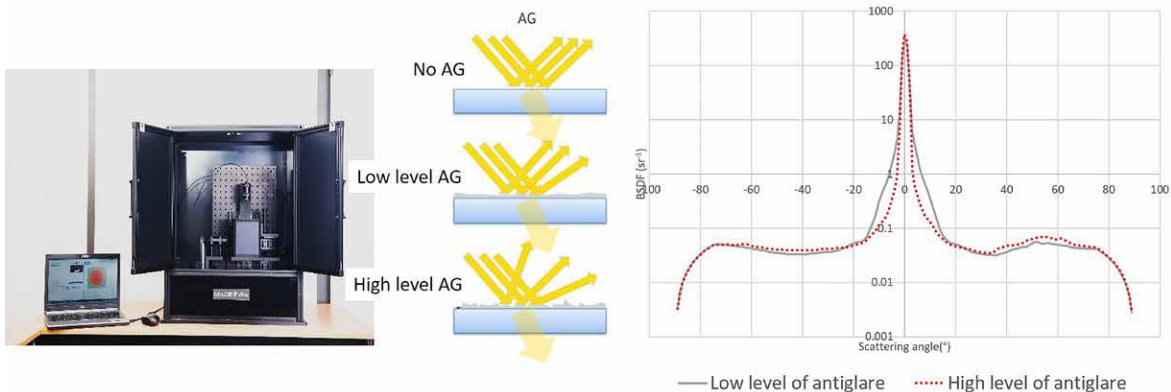 AG
No AG
Low level AG
High level AG
1000
100
10
1
0.1
0.01
0.001
BSDF (sr-1)
-100 -80 -60 -40 -20 0 20 40 60 80 100
Scattering angle(°)
Low level of antiglare
High level of antiglare